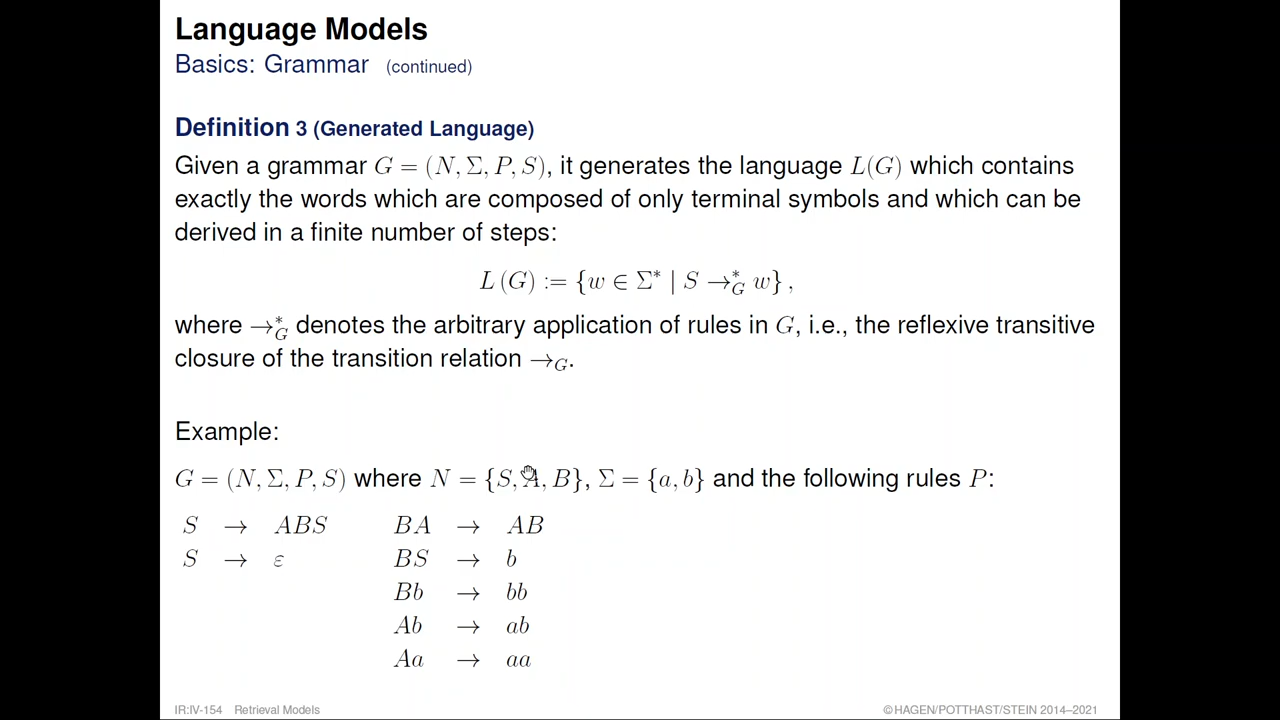 Language Models
Basics: Grammar (continued)
Definition 3 (Generated Language)
Given a grammar G = (N, Σ, P, S), it generates the language L(G) which contains
exactly the words which are composed of only terminal symbols and which can be
derived in a finite number of steps:
L (G) := {w ∈ Σ* | S →*_G w} ,
where →*_G denotes the arbitrary application of rules in G, i.e., the reflexive transitive
closure of the transition relation →_G.
Example:
G = (N, Σ, P, S) where N = {S, A, B}, Σ = {a, b} and the following rules P:
S → ABS BA → AB
S → ε BS → b
Bb → bb
Ab → ab
Aa → aa
IR:IV-154 Retrieval Models ©HAGEN/POTTHAST/STEIN 2014–2021